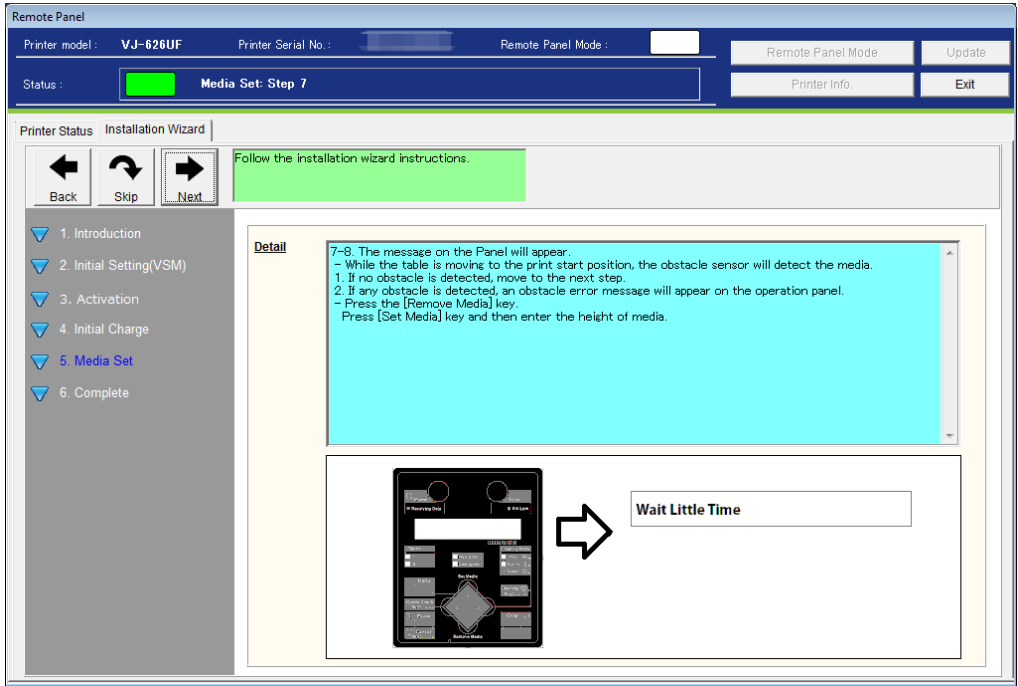 Remote Panel
Printer model : VJ-626UF Printer Serial No. : Remote Panel Mode :
Remote Panel Mode Update
Status : Media Set: Step 7
Printer Info. Exit
Printer Status Installation Wizard
Back Skip Next
Follow the installation wizard instructions.
1. Introduction
2. Initial Setting(VSM)
3. Activation
4. Initial Charge
5. Media Set
6. Complete
Detail
7-8. The message on the Panel will appear.
- While the table is moving to the print start position, the obstacle sensor will detect the media.
1. If no obstacle is detected, move to the next step.
2. If any obstacle is detected, an obstacle error message will appear on the operation panel.
- Press the [Remove Media] key.
Press [Set Media] key and then enter the height of media.
Receiving Data
Set Media
Remove Media
Wait Little Time